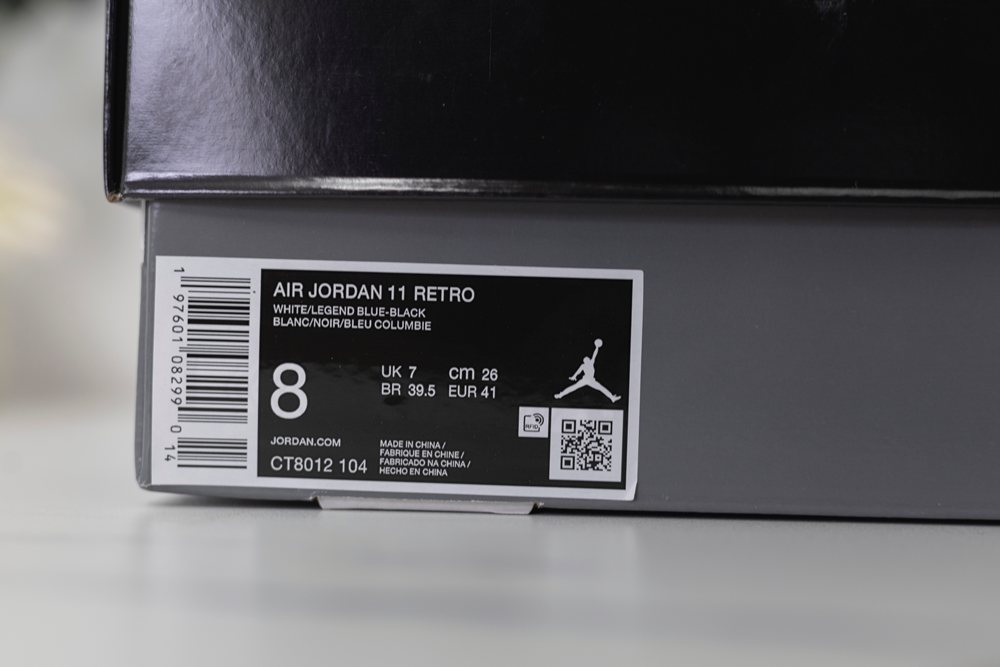 AIR JORDAN 11 RETRO
WHITE/LEGEND BLUE-BLACK
BLANC/NOIR/BLEU COLUMBIE
8
UK 7 cm 26
BR 39.5 EUR 41
RFID
JORDAN.COM
CT8012 104
MADE IN CHINA /
FABRIQUE EN CHINE /
FABRICADO NA CHINA /
HECHO EN CHINA
1 97601 08299 0 14